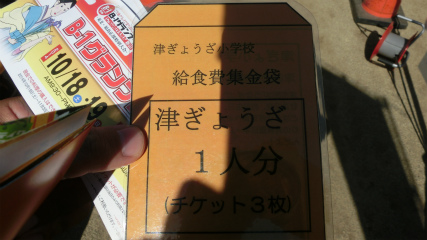 津ぎょうざ小学校
給食費集金袋
津ぎょうざ
1人分
(チケット3枚)
B-1グランプリ
10/18
19